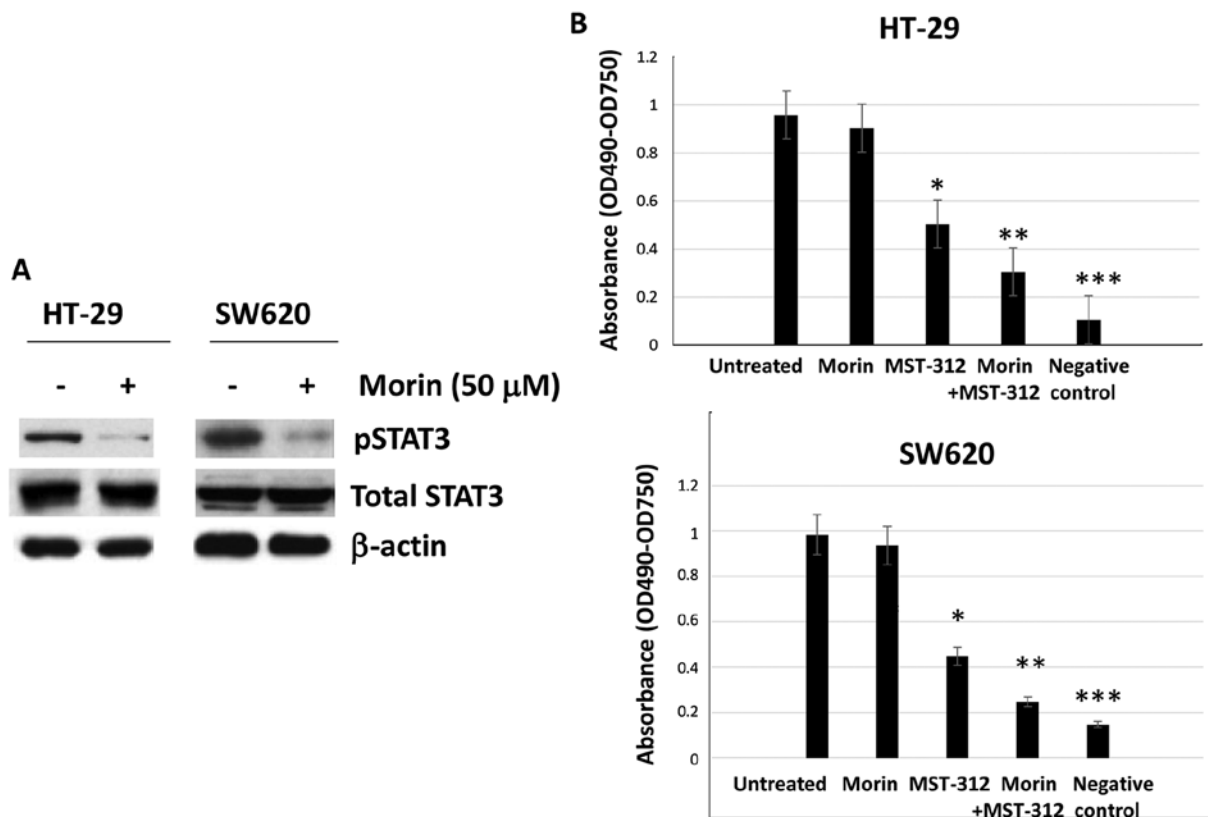 A
HT-29 SW620
- + - + Morin (50 μM)
pSTAT3
Total STAT3
β-actin
B
HT-29
Absorbance (OD490-OD750)
1.2
1
0.8
0.6
0.4
0.2
0
*
**
***
Untreated Morin MST-312 Morin Negative
+MST-312 control
SW620
Absorbance (OD490-OD750)
1.2
1
0.8
0.6
0.4
0.2
0
*
**
***
Untreated Morin MST-312 Morin Negative
+MST-312 control